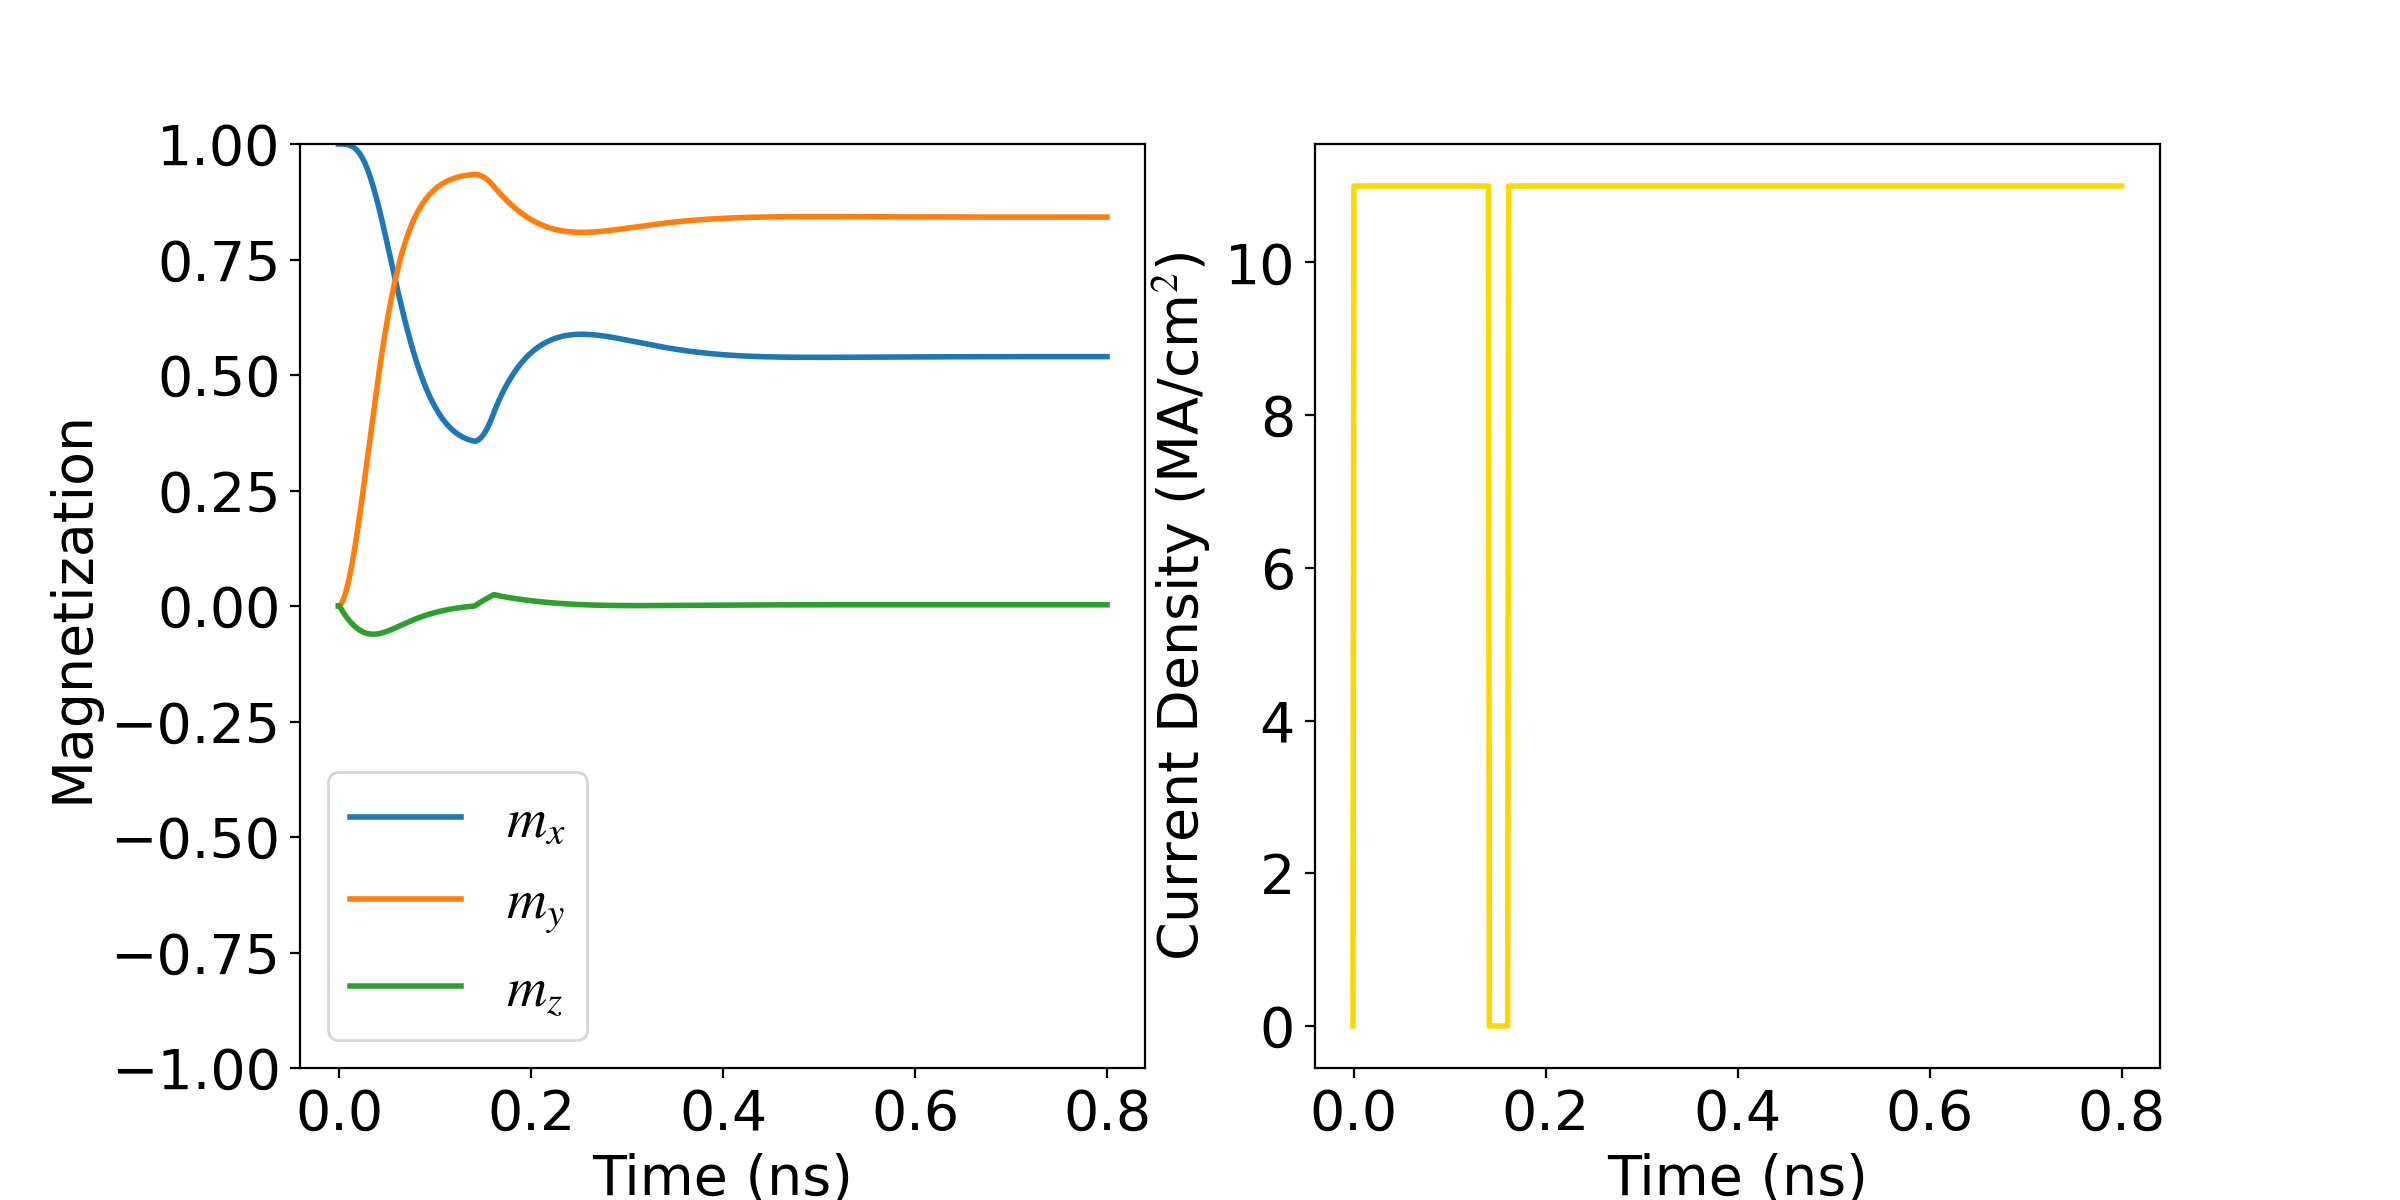 1.00
0.75
0.50
0.25
0.00
−0.25
−0.50
−0.75
−1.00
Magnetization
m_x
m_y
m_z
0.0 0.2 0.4 0.6 0.8
Time (ns)
10
8
6
4
2
0
Current Density (MA/cm²)
0.0 0.2 0.4 0.6 0.8
Time (ns)